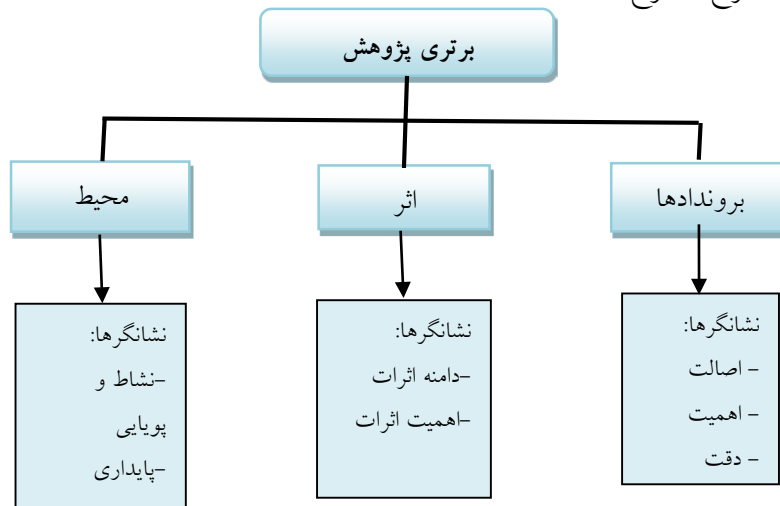 برتری پژوهش
بروندادها
اثر
محیط
نشانگرها:
- اصالت
- اهمیت
- دقت
نشانگرها:
-دامنه اثرات
-اهمیت اثرات
نشانگرها:
-نشاط و
پویایی
-پایداری